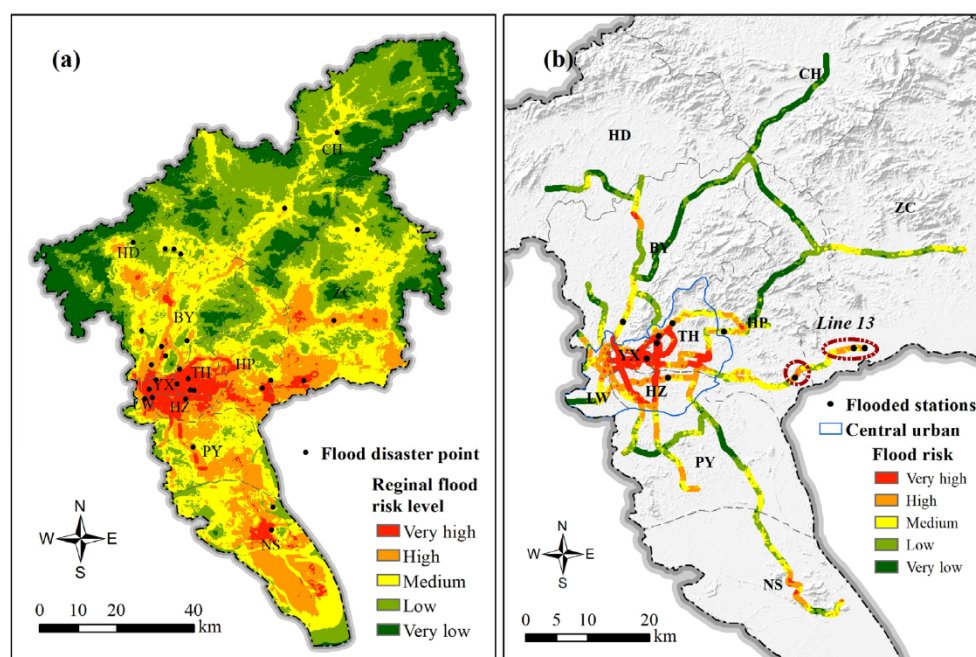 (a)
CH
HD
BY
ZC
HP
TH
YX
LW
HZ
PY
NS
Flood disaster point
Reginal flood
risk level
Very high
High
Medium
Low
Very low
N
W E
S
0 10 20 40
km
(b)
CH
HD
ZC
BY
HP
TH
Line 13
YX
LW
HZ
PY
NS
Flooded stations
Central urban
Flood risk
Very high
High
Medium
Low
Very low
N
W E
S
0 5 10 20
km